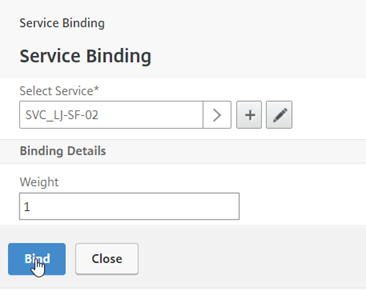 Service Binding
Service Binding
Select Service*
SVC_LJ-SF-02
Binding Details
Weight
1
Bind Close